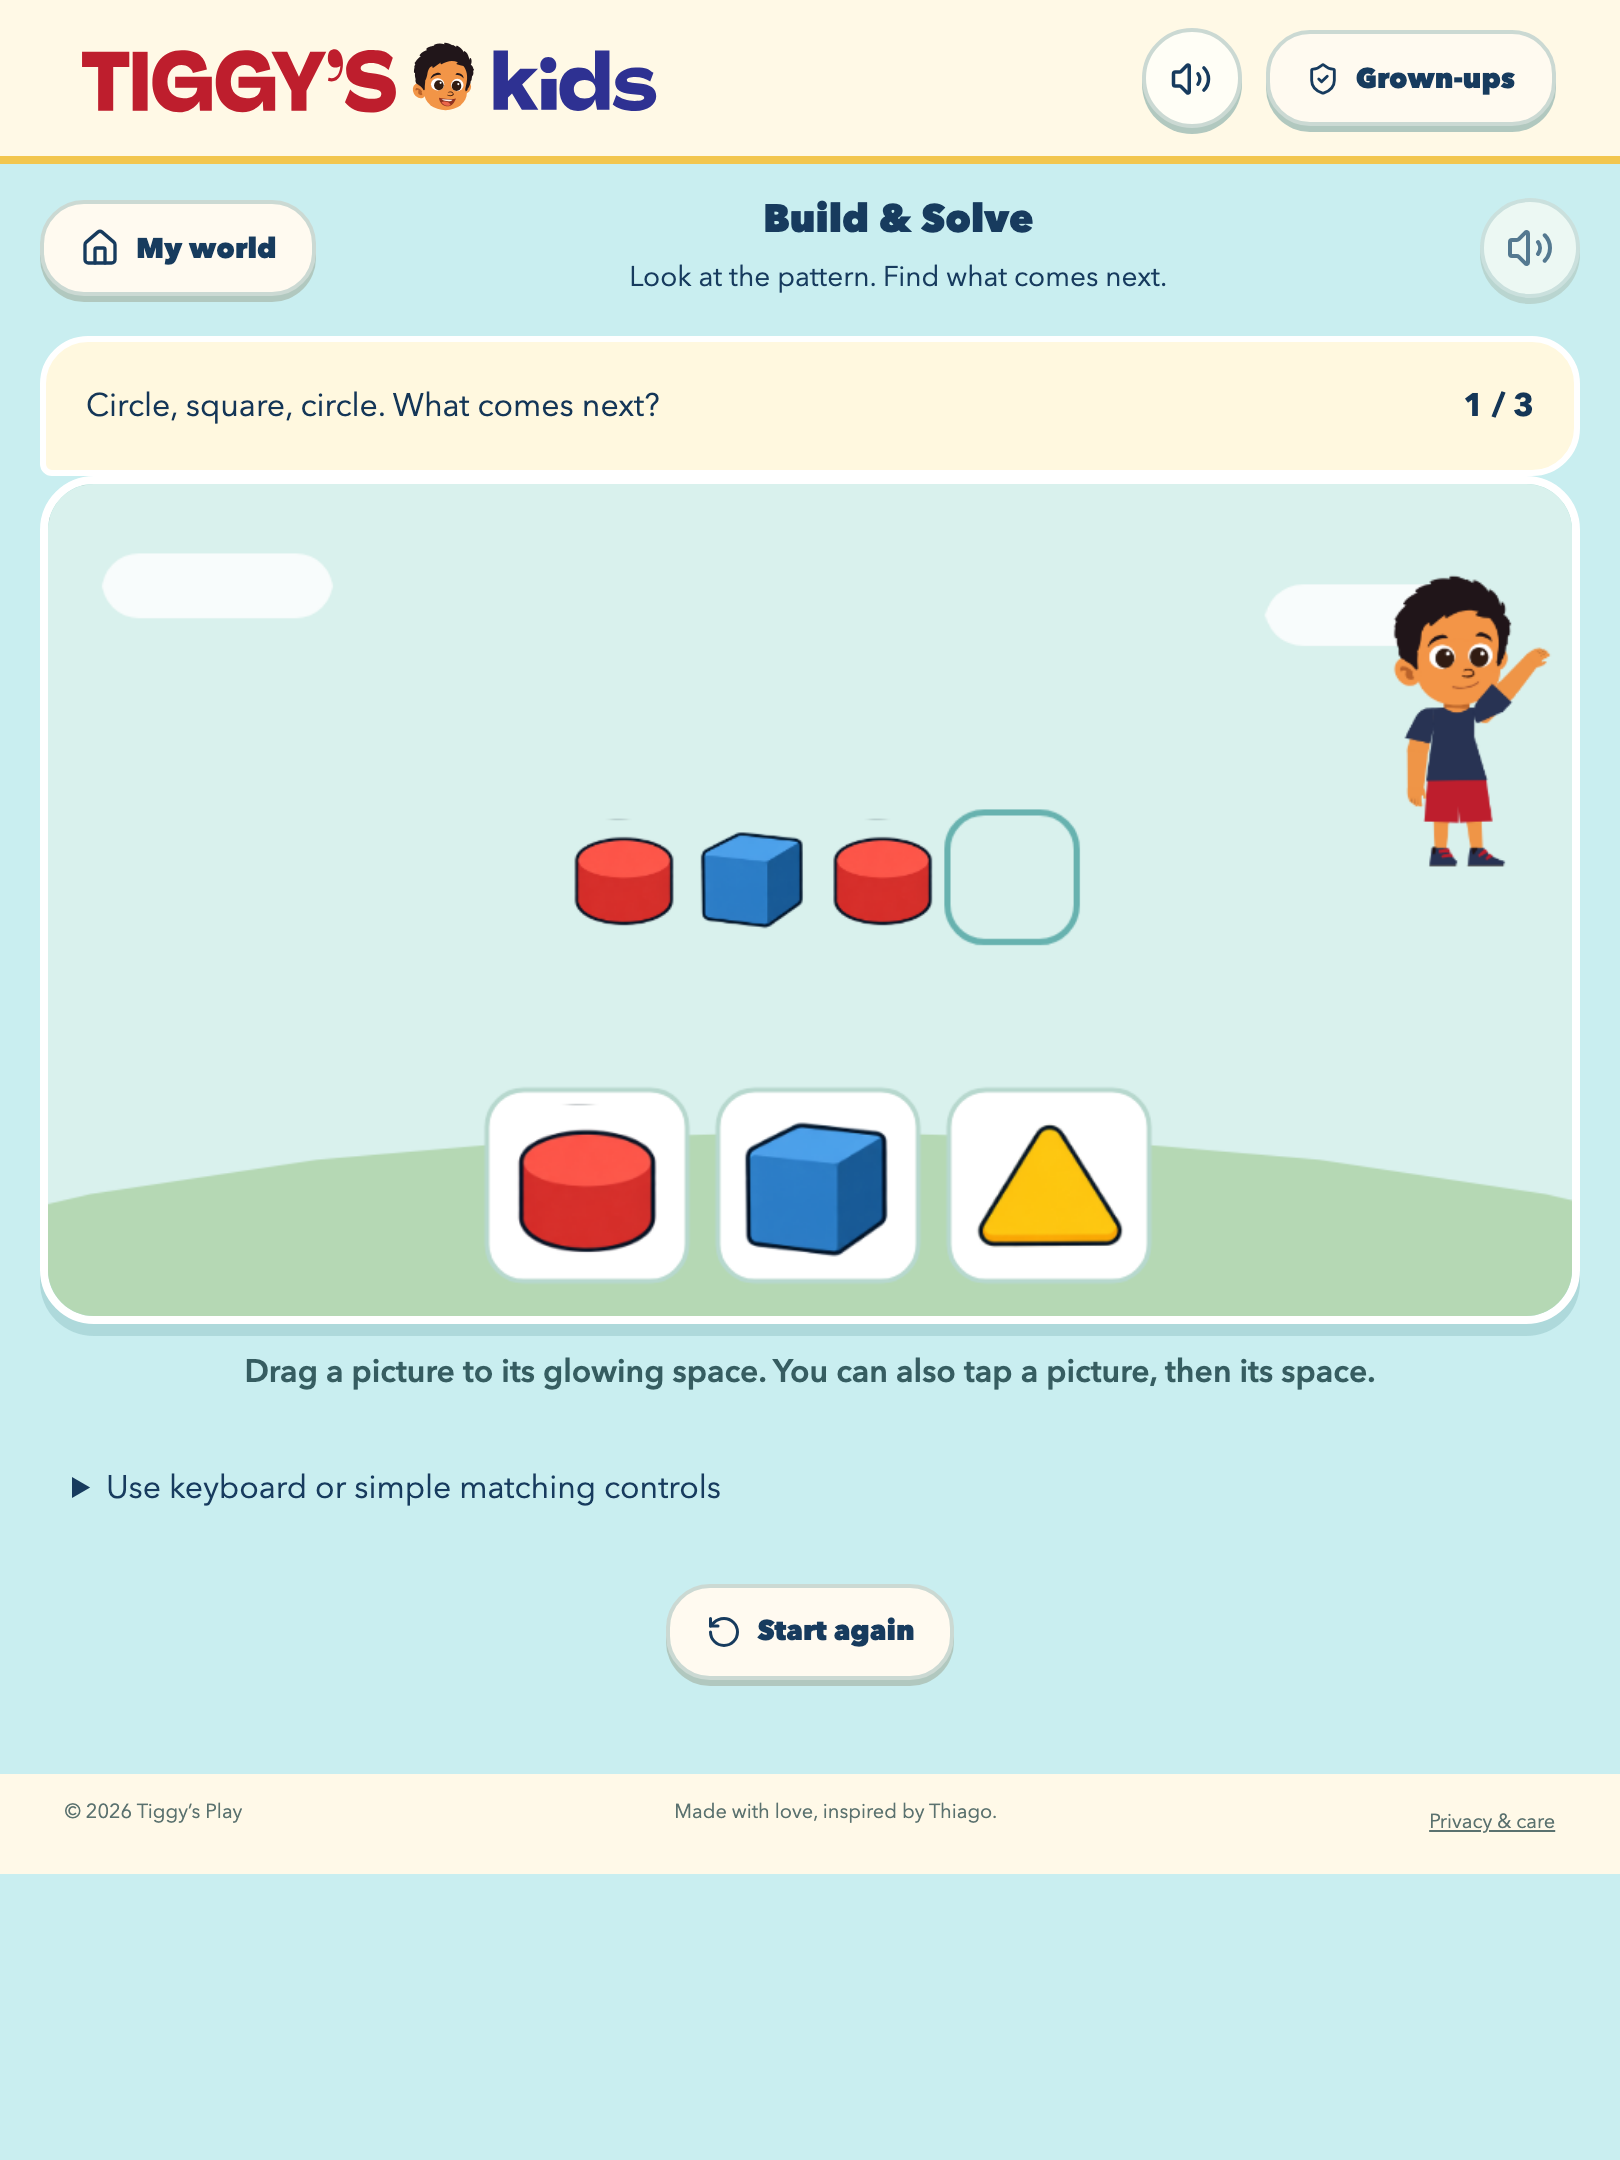 TIGGY'S kids
Grown-ups
My world
Build & Solve
Look at the pattern. Find what comes next.
Circle, square, circle. What comes next?
1 / 3
Drag a picture to its glowing space. You can also tap a picture, then its space.
Use keyboard or simple matching controls
Start again
© 2026 Tiggy's Play
Made with love, inspired by Thiago.
Privacy & care